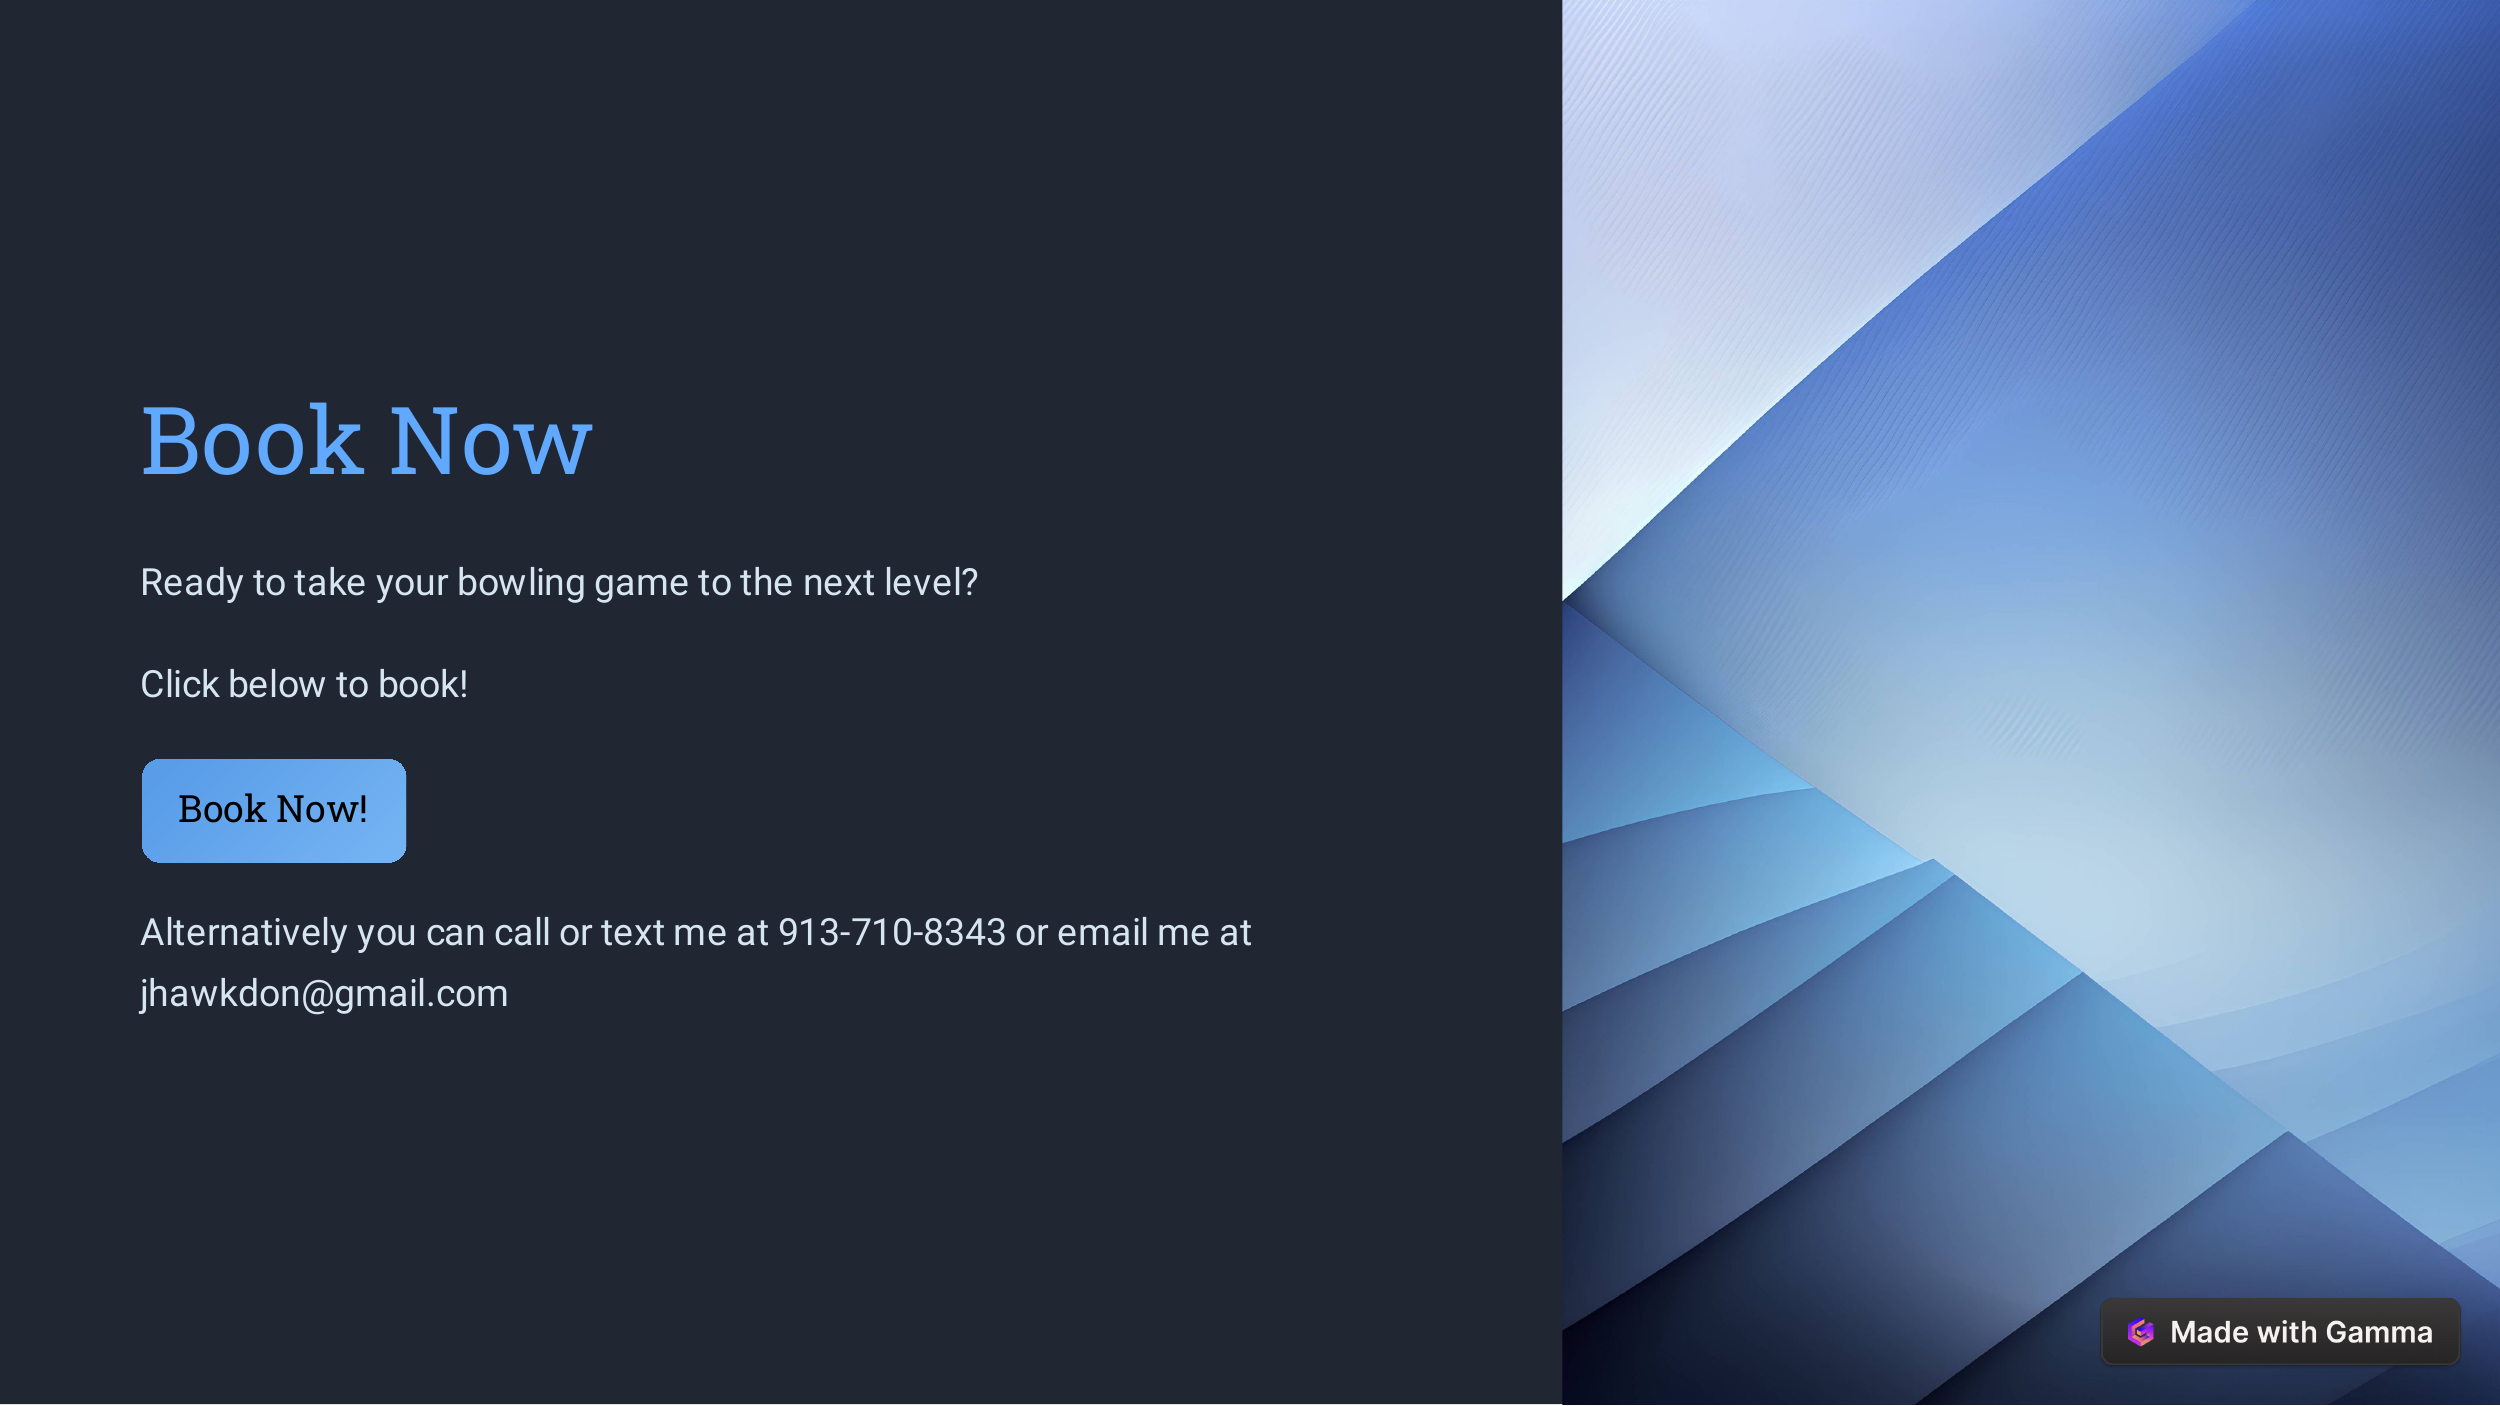 Book Now
Ready to take your bowling game to the next level?
Click below to book!
Book Now!
Alternatively you can call or text me at 913-710-8343 or email me at
jhawkdon@gmail.com
Made with Gamma